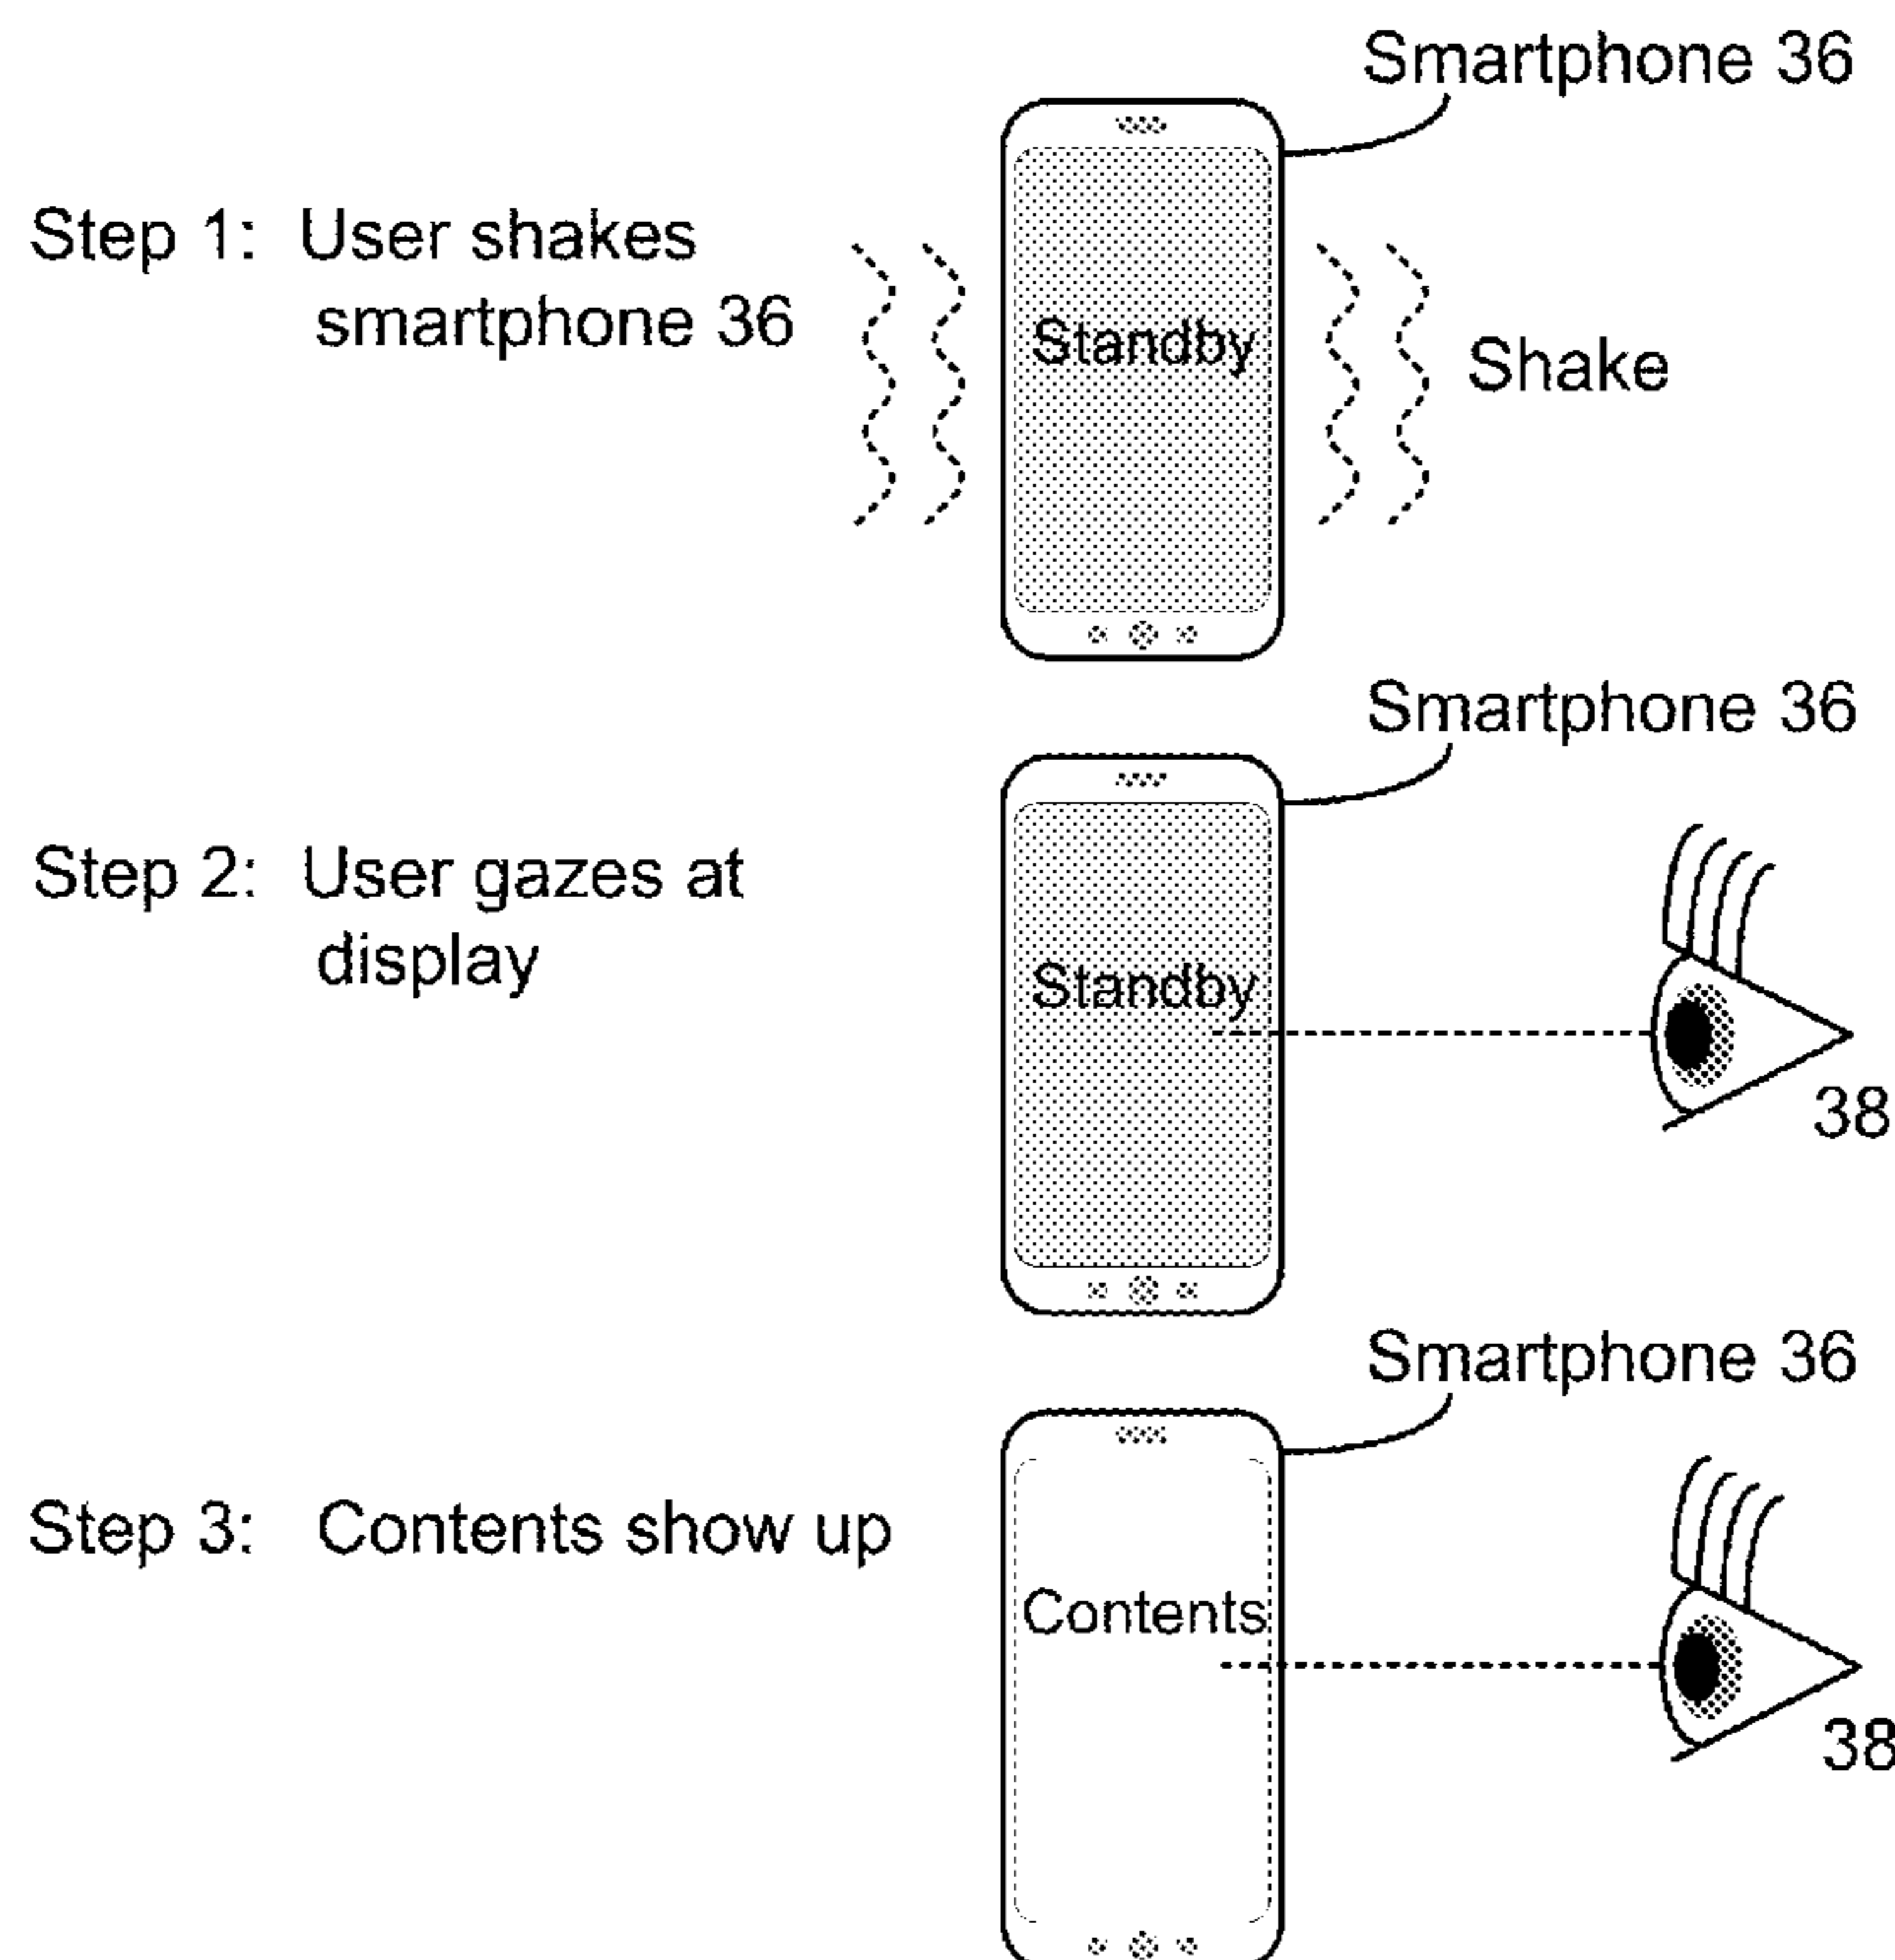 Smartphone 36
Step 1: User shakes
smartphone 36
Standby
Shake
Smartphone 36
Step 2: User gazes at
display
Standby
38
Smartphone 36
Step 3: Contents show up
Contents
38